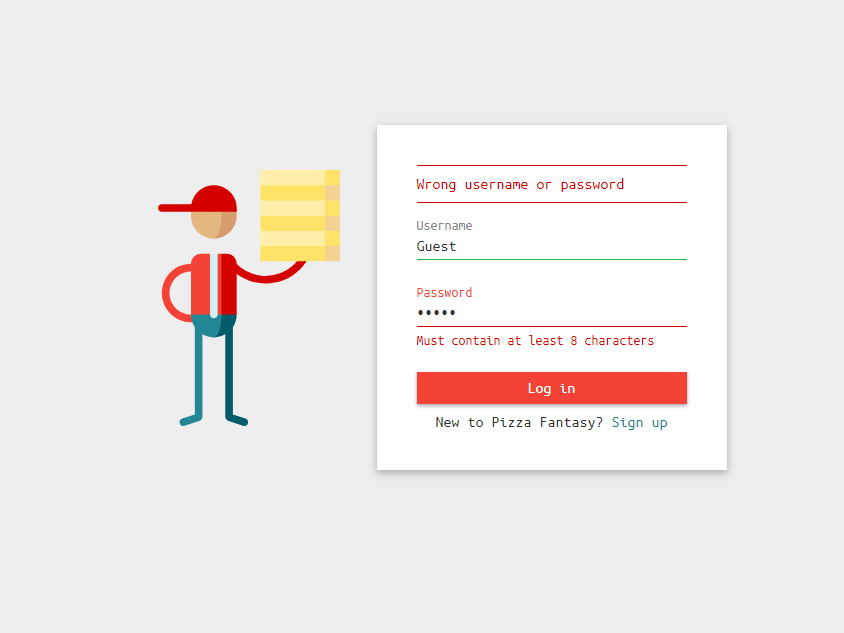 Wrong username or password
Username
Guest
Password
•••••
Must contain at least 8 characters
Log in
New to Pizza Fantasy? Sign up